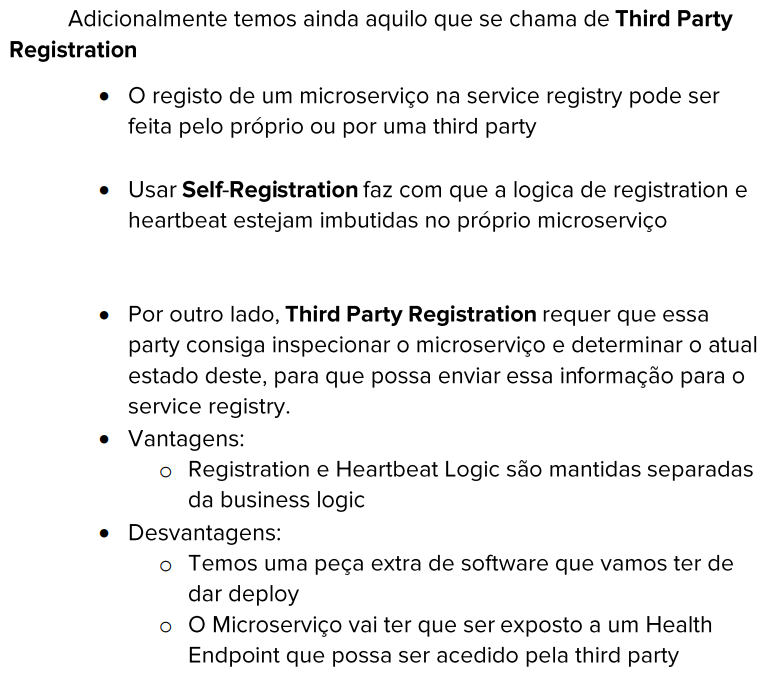 Adicionalmente temos ainda aquilo que se chama de Third Party
Registration
• O registo de um microserviço na service registry pode ser
feita pelo próprio ou por uma third party
• Usar Self-Registration faz com que a logica de registration e
heartbeat estejam imbutidas no próprio microserviço
• Por outro lado, Third Party Registration requer que essa
party consiga inspecionar o microserviço e determinar o atual
estado deste, para que possa enviar essa informação para o
service registry.
• Vantagens:
o Registration e Heartbeat Logic são mantidas separadas
da business logic
• Desvantagens:
o Temos uma peça extra de software que vamos ter de
dar deploy
o O Microserviço vai ter que ser exposto a um Health
Endpoint que possa ser acedido pela third party